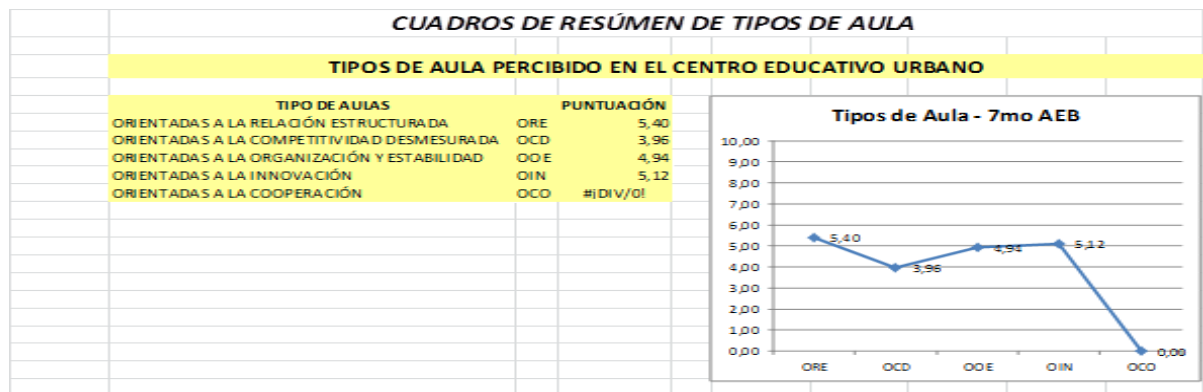 CUADROS DE RESÚMEN DE TIPOS DE AULA
TIPOS DE AULA PERCIBIDO EN EL CENTRO EDUCATIVO URBANO
TIPO DE AULAS PUNTUACIÓN
ORIENTADAS A LA RELACIÓN ESTRUCTURADA ORE 5,40
ORIENTADAS A LA COMPETITIVIDAD DESMESURADA OCD 3,96
ORIENTADAS A LA ORGANIZACIÓN Y ESTABILIDAD OOE 4,94
ORIENTADAS A LA INNOVACIÓN OIN 5,12
ORIENTADAS A LA COOPERACIÓN OCO #¡DIV/0!
Tipos de Aula - 7mo AEB
10,00
9,00
8,00
7,00
6,00
5,00
4,00
3,00
2,00
1,00
0,00
5,40
3,96
4,94
5,12
0,00
ORE OCD OOE OIN OCO